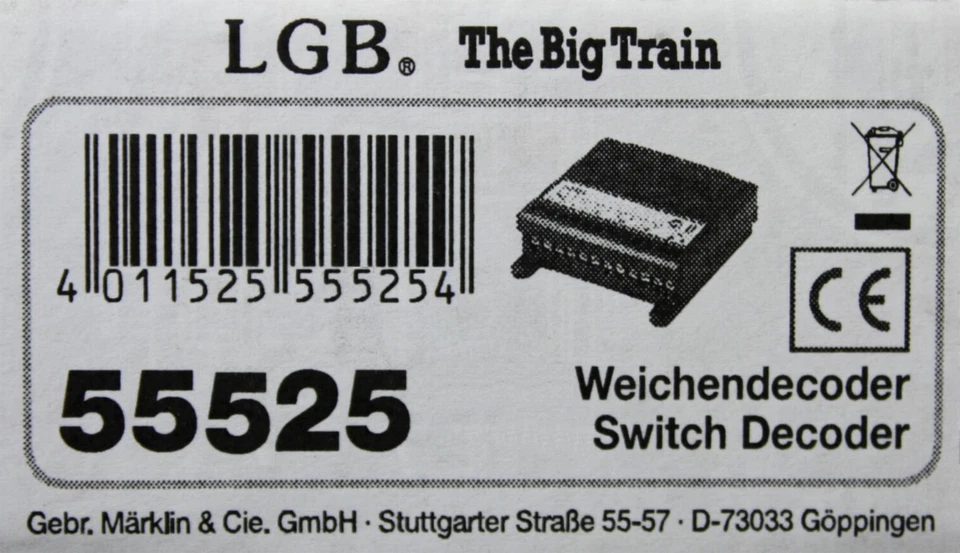 LGB® The Big Train
4 011525 555254
CE
55525
Weichendecoder
Switch Decoder
Gebr. Märklin & Cie. GmbH · Stuttgarter Straße 55-57 · D-73033 Göppingen